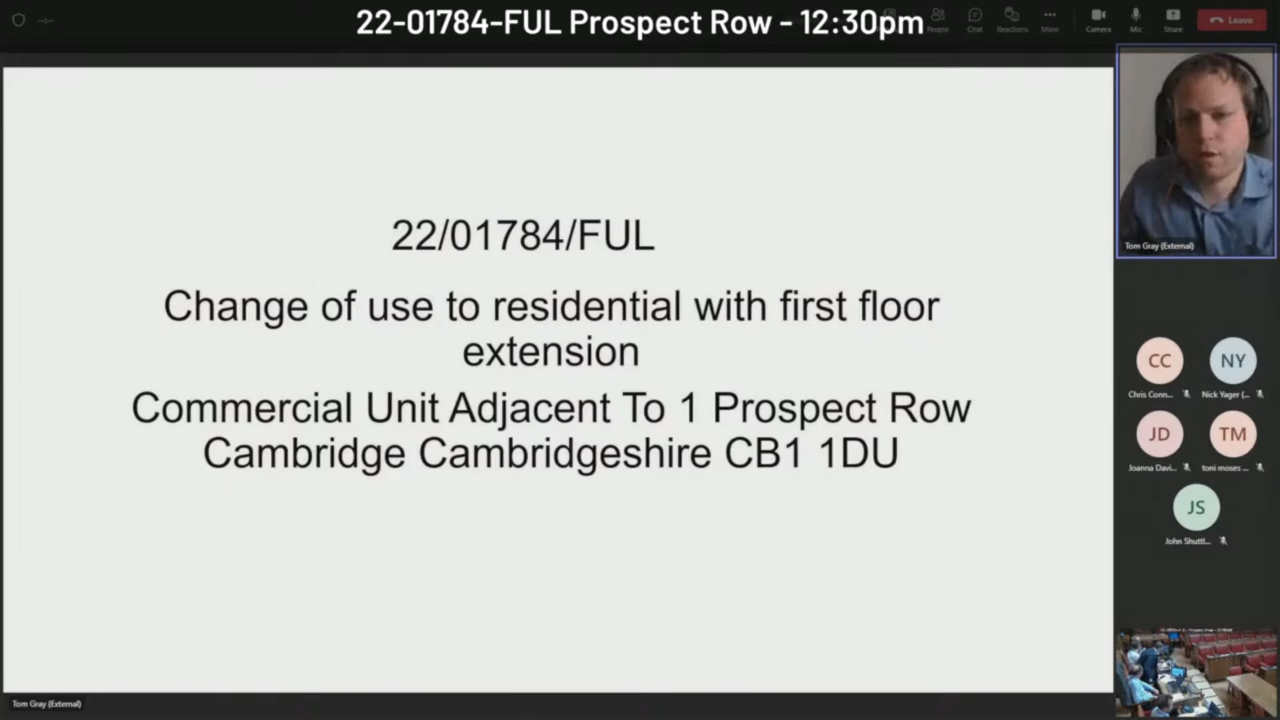 22-01784-FUL Prospect Row - 12:30pm
People
Chat
Reactions
More
Camera
Mic
Share
Leave
22/01784/FUL
Change of use to residential with first floor
extension
Commercial Unit Adjacent To 1 Prospect Row
Cambridge Cambridgeshire CB1 1DU
Tom Gray (External)
CC
Chris Conn...
NY
Nick Yager (...
JD
Joanna Davi...
TM
toni moses ...
JS
John Shuttl...
Tom Gray (External)